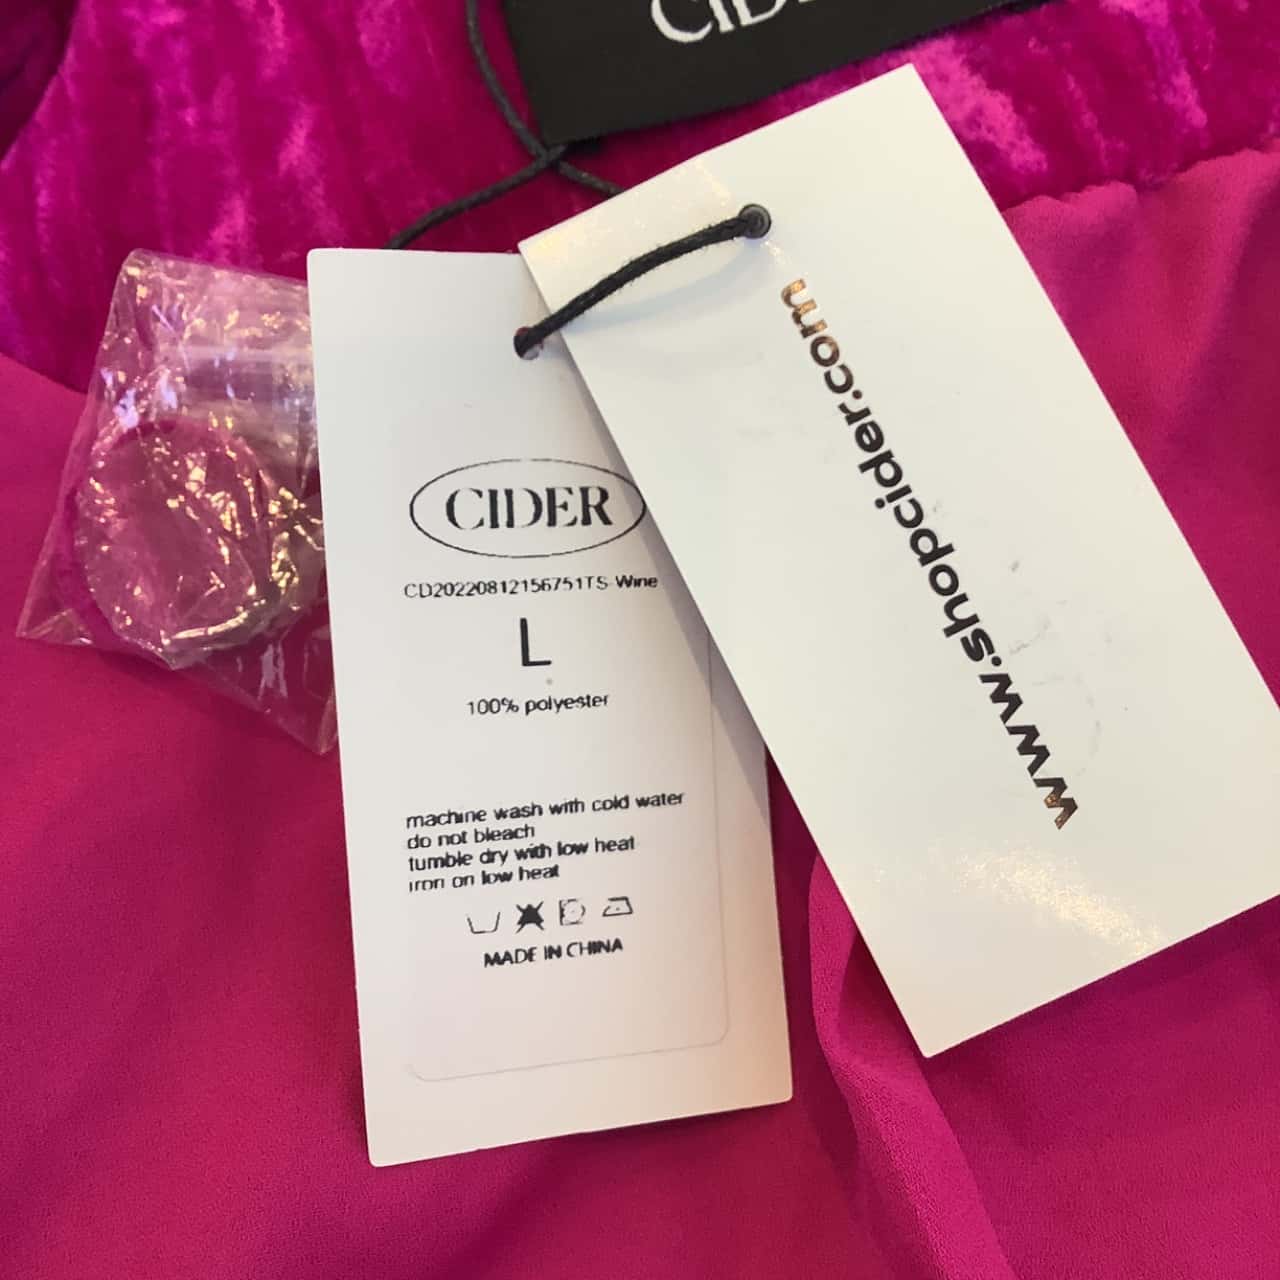 CIDER
CIDER
CD20220812156751TS-Wine
L
100% polyester
machine wash with cold water
do not bleach
tumble dry with low heat
iron on low heat
MADE IN CHINA
www.shopcider.com